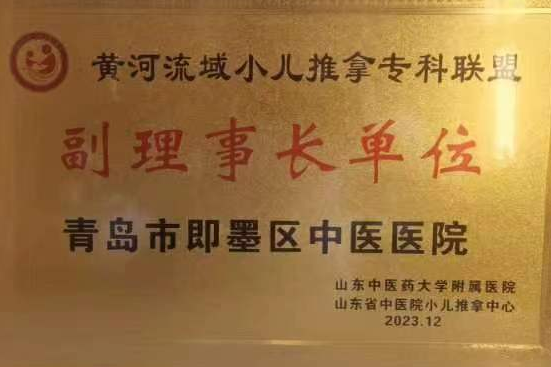 黄河流域小儿推拿专科联盟
副理事长单位
青岛市即墨区中医医院
山东中医药大学附属医院
山东省中医院小儿推拿中心
2023.12